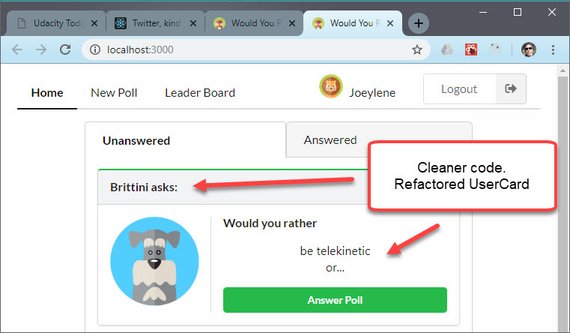 Udacity Todo
Twitter, kind
Would You R
Would You R
localhost:3000
Home
New Poll
Leader Board
Joeylene
Logout
Unanswered
Answered
Cleaner code.
Refactored UserCard
Brittini asks:
Would you rather
be telekinetic
or...
Answer Poll